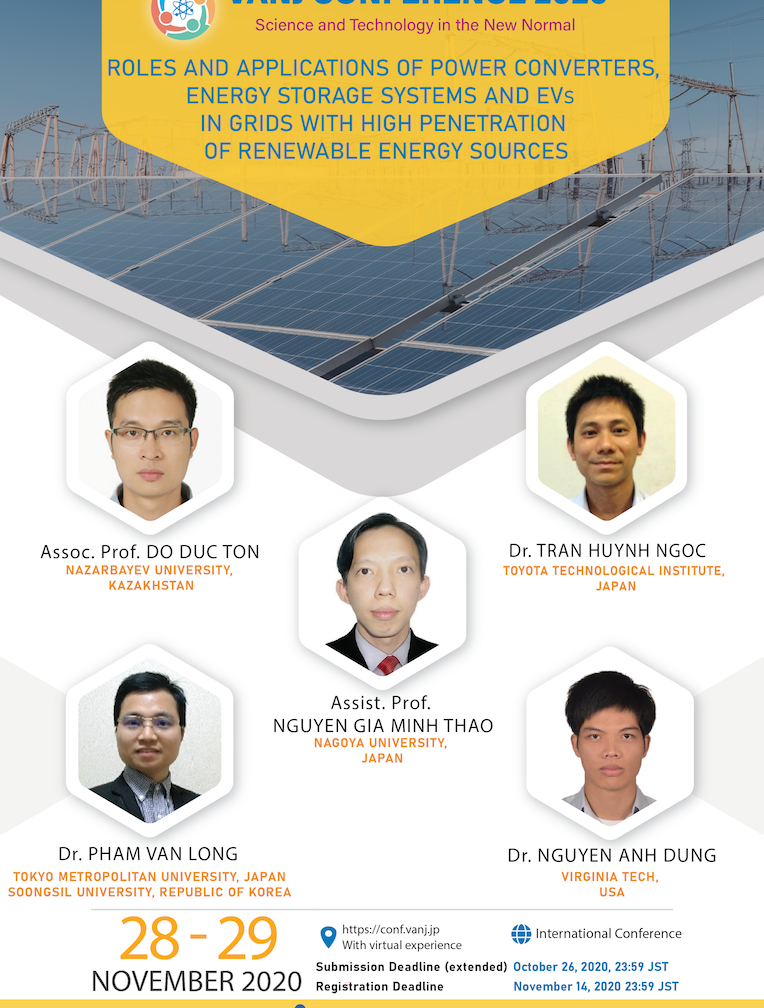 VANJ CONFERENCE 2020
Science and Technology in the New Normal
ROLES AND APPLICATIONS OF POWER CONVERTERS,
ENERGY STORAGE SYSTEMS AND EVs
IN GRIDS WITH HIGH PENETRATION
OF RENEWABLE ENERGY SOURCES
Assoc. Prof. DO DUC TON
NAZARBAYEV UNIVERSITY,
KAZAKHSTAN
Dr. TRAN HUYNH NGOC
TOYOTA TECHNOLOGICAL INSTITUTE,
JAPAN
Assist. Prof.
NGUYEN GIA MINH THAO
NAGOYA UNIVERSITY,
JAPAN
Dr. PHAM VAN LONG
TOKYO METROPOLITAN UNIVERSITY, JAPAN
SOONGSIL UNIVERSITY, REPUBLIC OF KOREA
Dr. NGUYEN ANH DUNG
VIRGINIA TECH,
USA
28 - 29
NOVEMBER 2020
https://conf.vanj.jp
With virtual experience
International Conference
Submission Deadline (extended) October 26, 2020, 23:59 JST
Registration Deadline November 14, 2020 23:59 JST